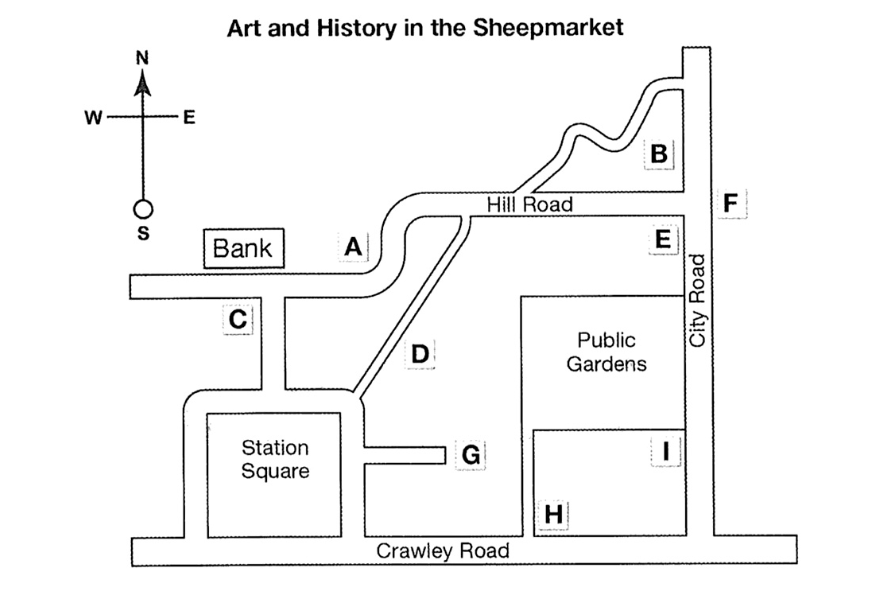 Art and History in the Sheepmarket
N
W E
S
B
Hill Road
F
A
E
Bank
City Road
C
Public
Gardens
D
Station
Square
G
I
H
Crawley Road